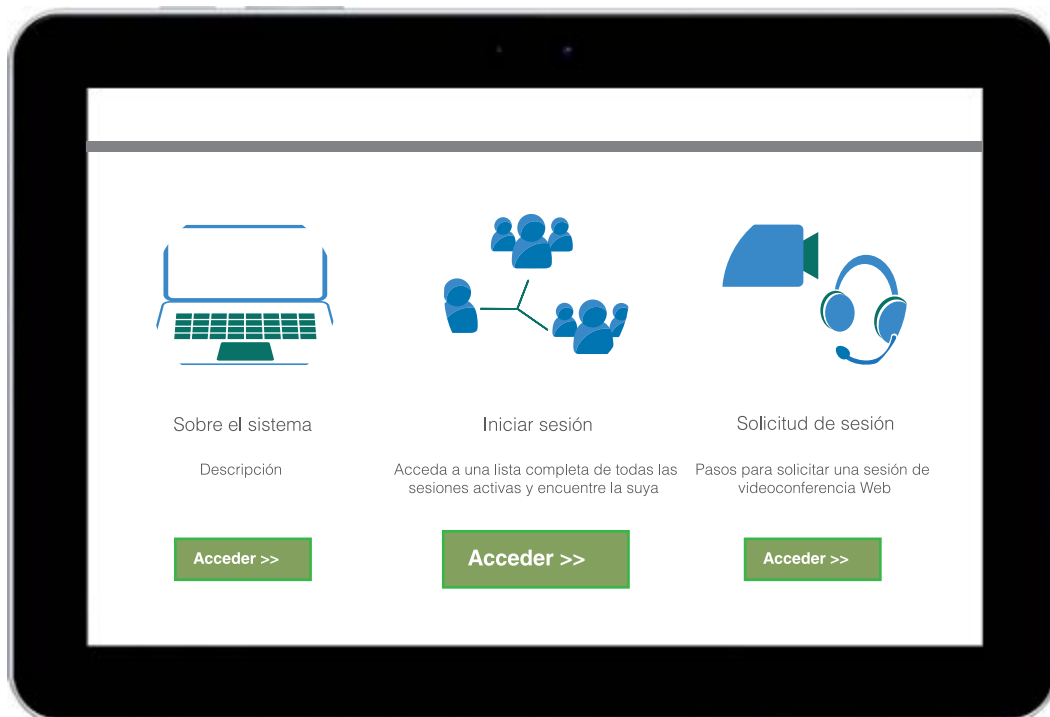 Sobre el sistema
Descripción
Acceder >>
Iniciar sesión
Acceda a una lista completa de todas las
sesiones activas y encuentre la suya
Acceder >>
Solicitud de sesión
Pasos para solicitar una sesión de
videoconferencia Web
Acceder >>